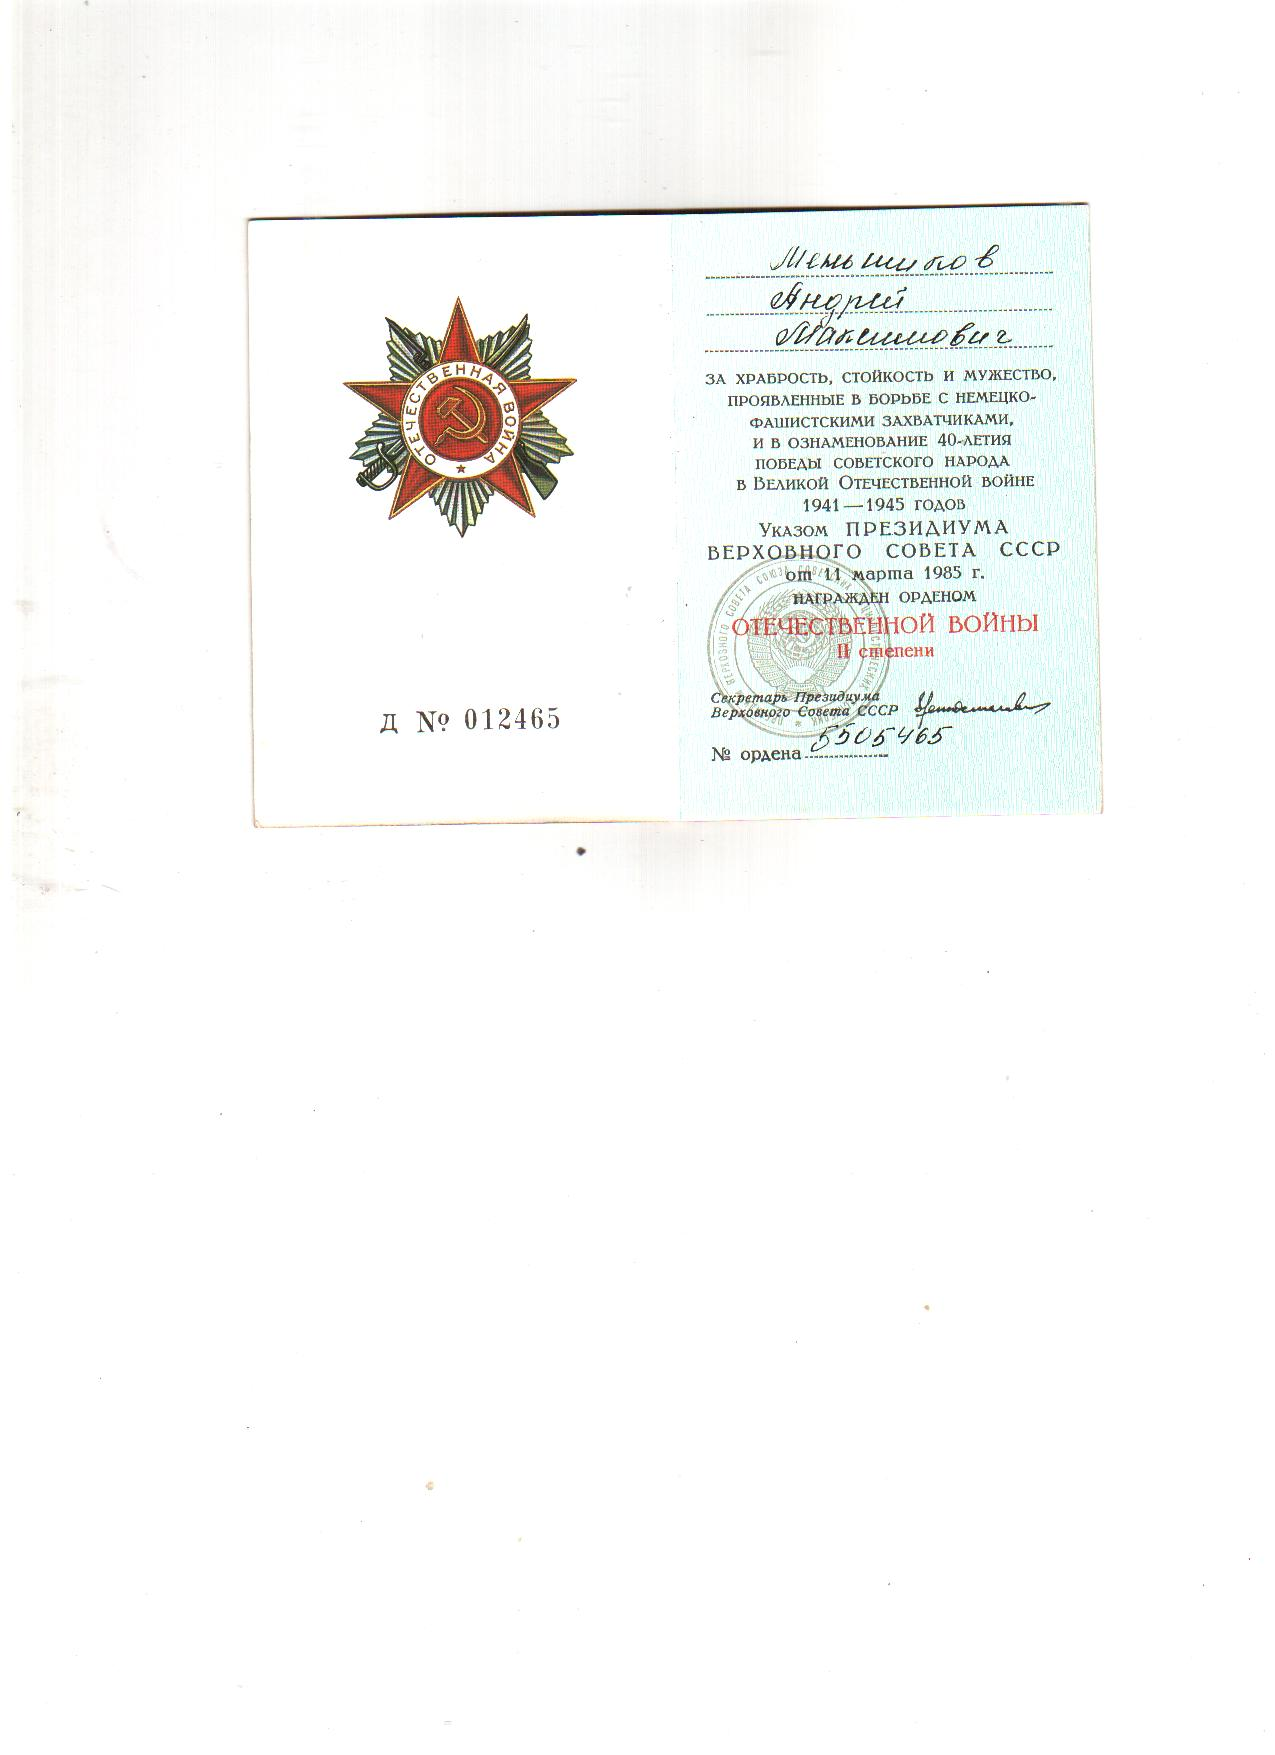 ОТЕЧЕСТВЕННАЯ ВОЙНА
Д № 012465
Меньшиков
Андрей
Максимович
ЗА ХРАБРОСТЬ, СТОЙКОСТЬ И МУЖЕСТВО,
ПРОЯВЛЕННЫЕ В БОРЬБЕ С НЕМЕЦКО-
ФАШИСТСКИМИ ЗАХВАТЧИКАМИ,
И В ОЗНАМЕНОВАНИЕ 40-ЛЕТИЯ
ПОБЕДЫ СОВЕТСКОГО НАРОДА
В ВЕЛИКОЙ ОТЕЧЕСТВЕННОЙ ВОЙНЕ
1941—1945 ГОДОВ
УКАЗОМ ПРЕЗИДИУМА
ВЕРХОВНОГО СОВЕТА СССР
от 11 марта 1985 г.
НАГРАЖДЕН ОРДЕНОМ
ОТЕЧЕСТВЕННОЙ ВОЙНЫ
II степени
Секретарь Президиума
Верховного Совета СССР
№ ордена 5505465